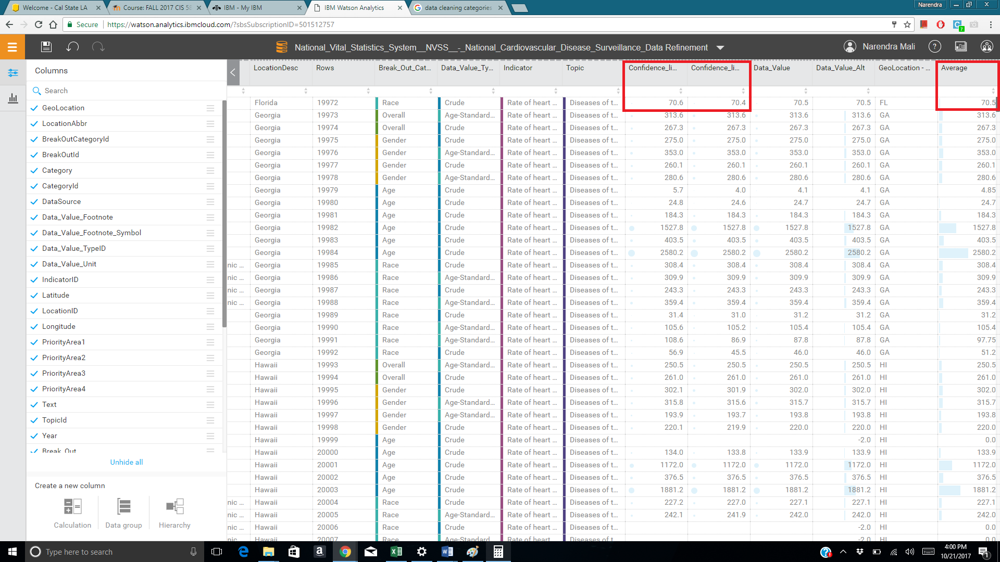 Welcome - Cal State LA
Course: FALL 2017 CIS 58
IBM - My IBM
IBM Watson Analytics
data cleaning categories
Narendra
Secure https://watson.analytics.ibmcloud.com/?sbsSubscriptionID=501512757
National_Vital_Statistics_System__NVSS__-_National_Cardiovascular_Disease_Surveillance_Data Refinement
Narendra Mali
Columns
Search
GeoLocation
LocationAbbr
BreakOutCategoryId
BreakOutId
Category
CategoryId
DataSource
Data_Value_Footnote
Data_Value_Footnote_Symbol
Data_Value_TypeID
Data_Value_Unit
IndicatorID
Latitude
LocationID
Longitude
PriorityArea1
PriorityArea2
PriorityArea3
PriorityArea4
Text
TopicId
Year
Break_Out
Unhide all
Create a new column
Calculation Data group Hierarchy
LocationDesc Rows Break_Out_Cat... Data_Value_Ty... Indicator Topic Confidence_li... Confidence_li... Data_Value Data_Value_Alt GeoLocation - ... Average
Florida 19972 Race Crude Rate of heart ... Diseases of t... 70.6 70.4 70.5 70.5 FL 70.5
Georgia 19973 Overall Age-Standard... Rate of heart ... Diseases of t... 313.6 313.6 313.6 313.6 GA 313.6
Georgia 19974 Overall Crude Rate of heart ... Diseases of t... 267.3 267.3 267.3 267.3 GA 267.3
Georgia 19975 Gender Crude Rate of heart ... Diseases of t... 275.0 275.0 275.0 275.0 GA 275.0
Georgia 19976 Gender Age-Standard... Rate of heart ... Diseases of t... 353.0 353.0 353.0 353.0 GA 353.0
Georgia 19977 Gender Crude Rate of heart ... Diseases of t... 260.1 260.1 260.1 260.1 GA 260.1
Georgia 19978 Gender Age-Standard... Rate of heart ... Diseases of t... 280.6 280.6 280.6 280.6 GA 280.6
Georgia 19979 Age Crude Rate of heart ... Diseases of t... 5.7 4.0 4.1 4.1 GA 4.85
Georgia 19980 Age Crude Rate of heart ... Diseases of t... 24.8 24.6 24.7 24.7 GA 24.7
Georgia 19981 Age Crude Rate of heart ... Diseases of t... 184.3 184.3 184.3 184.3 GA 184.3
Georgia 19982 Age Crude Rate of heart ... Diseases of t... 1527.8 1527.8 1527.8 1527.8 GA 1527.8
Georgia 19983 Age Crude Rate of heart ... Diseases of t... 403.5 403.5 403.5 403.5 GA 403.5
Georgia 19984 Age Crude Rate of heart ... Diseases of t... 2580.2 2580.2 2580.2 2580.2 GA 2580.2
nic ... Georgia 19985 Race Crude Rate of heart ... Diseases of t... 308.4 308.4 308.4 308.4 GA 308.4
nic ... Georgia 19986 Race Age-Standard... Rate of heart ... Diseases of t... 309.9 309.9 309.9 309.9 GA 309.9
nic ... Georgia 19987 Race Crude Rate of heart ... Diseases of t... 243.3 243.3 243.3 243.3 GA 243.3
nic ... Georgia 19988 Race Age-Standard... Rate of heart ... Diseases of t... 359.4 359.4 359.4 359.4 GA 359.4
Georgia 19989 Race Crude Rate of heart ... Diseases of t... 31.4 31.0 31.2 31.2 GA 31.2
Georgia 19990 Race Age-Standard... Rate of heart ... Diseases of t... 105.6 105.2 105.4 105.4 GA 105.4
Georgia 19991 Race Age-Standard... Rate of heart ... Diseases of t... 108.6 86.9 87.8 87.8 GA 97.75
Georgia 19992 Race Crude Rate of heart ... Diseases of t... 56.9 45.5 46.0 46.0 GA 51.2
Hawaii 19993 Overall Age-Standard... Rate of heart ... Diseases of t... 250.5 250.5 250.5 250.5 HI 250.5
Hawaii 19994 Overall Crude Rate of heart ... Diseases of t... 261.0 261.0 261.0 261.0 HI 261.0
Hawaii 19995 Gender Crude Rate of heart ... Diseases of t... 302.1 301.9 302.0 302.0 HI 302.0
Hawaii 19996 Gender Age-Standard... Rate of heart ... Diseases of t... 315.8 315.6 315.7 315.7 HI 315.7
Hawaii 19997 Gender Age-Standard... Rate of heart ... Diseases of t... 193.9 193.7 193.8 193.8 HI 193.8
Hawaii 19998 Gender Crude Rate of heart ... Diseases of t... 220.1 219.9 220.0 220.0 HI 220.0
Hawaii 19999 Age Crude Rate of heart ... Diseases of t... -2.0 HI 0.0
Hawaii 20000 Age Crude Rate of heart ... Diseases of t... 134.0 133.8 133.9 133.9 HI 133.9
Hawaii 20001 Age Crude Rate of heart ... Diseases of t... 1172.0 1172.0 1172.0 1172.0 HI 1172.0
Hawaii 20002 Age Crude Rate of heart ... Diseases of t... 376.5 376.5 376.5 376.5 HI 376.5
Hawaii 20003 Age Crude Rate of heart ... Diseases of t... 1881.2 1881.2 1881.2 1881.2 HI 1881.2
nic ... Hawaii 20004 Race Crude Rate of heart ... Diseases of t... 227.2 227.0 227.1 227.1 HI 227.1
nic ... Hawaii 20005 Race Age-Standard... Rate of heart ... Diseases of t... 242.1 241.9 242.0 242.0 HI 242.0
nic ... Hawaii 20006 Race Crude Rate of heart ... Diseases of t... -2.0 HI 0.0
nic ... Hawaii 20007 Race Age-Standard... Rate of heart ... Diseases of t... -2.0 HI 0.0
Type here to search
4:00 PM
10/21/2017